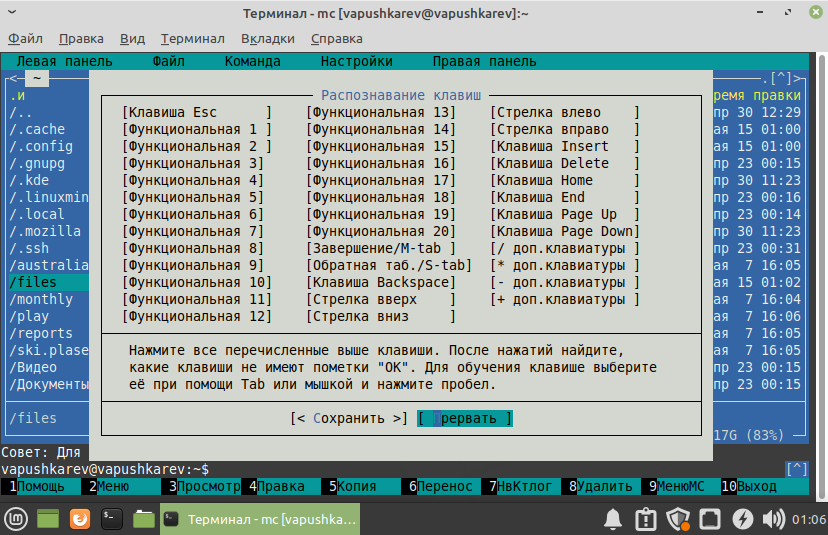 Терминал - mc [vapushkarev@vapushkarev]:~
Файл Правка Вид Терминал Вкладки Справка
Левая панель Файл Команда Настройки Правая панель
<─ ~ .[^]>
.и ремя правки
Распознавание клавиш
/.. [Клавиша Esc ] [Функциональная 13] [Стрелка влево ] пр 30 12:29
/.cache [Функциональная 1 ] [Функциональная 14] [Стрелка вправо ] ая 15 01:00
/.config [Функциональная 2 ] [Функциональная 15] [Клавиша Insert ] ая 15 01:00
/.gnupg [Функциональная 3] [Функциональная 16] [Клавиша Delete ] пр 23 00:15
/.kde [Функциональная 4] [Функциональная 17] [Клавиша Home ] пр 30 11:23
/.linuxmin [Функциональная 5] [Функциональная 18] [Клавиша End ] пр 23 00:16
/.local [Функциональная 6] [Функциональная 19] [Клавиша Page Up ] пр 23 00:14
/.mozilla [Функциональная 7] [Функциональная 20] [Клавиша Page Down] пр 30 11:23
/.ssh [Функциональная 8] [Завершение/M-tab ] [/ доп.клавиатуры ] пр 23 00:31
/australia [Функциональная 9] [Обратная таб./S-tab] [* доп.клавиатуры ] ая 7 16:05
/files [Функциональная 10] [Клавиша Backspace] [- доп.клавиатуры ] ая 15 01:02
/monthly [Функциональная 11] [Стрелка вверх ] [+ доп.клавиатуры ] ая 7 16:04
/play [Функциональная 12] [Стрелка вниз ] ая 7 16:06
/reports ая 7 16:05
/ski.plase Нажмите все перечисленные выше клавиши. После нажатий найдите, ая 7 16:05
/Видео какие клавиши не имеют пометки "ОК". Для обучения клавише выберите пр 23 00:15
/Документы её при помощи Tab или мышкой и нажмите пробел. пр 23 00:15
/files [< Сохранить >] [ Прервать ]
17G (83%)
Совет: Для
vapushkarev@vapushkarev:~$ [^]
1Помощь 2Меню 3Просмотр 4Правка 5Копия 6Перенос 7НвКтлог 8Удалить 9МенюМС 10Выход
Терминал - mc [vapushka... 01:06